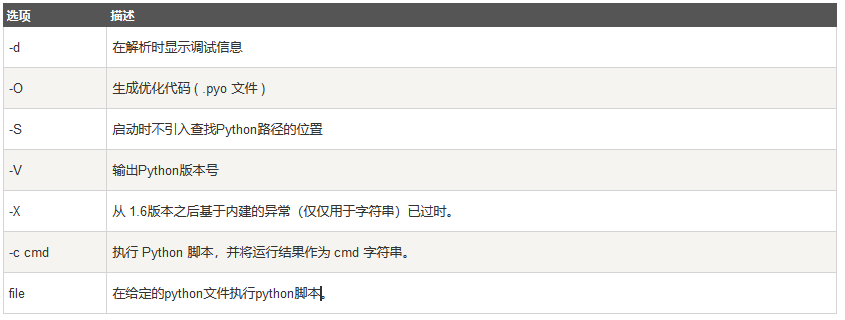 选项 描述
-d 在解析时显示调试信息
-O 生成优化代码 ( .pyo 文件 )
-S 启动时不引入查找Python路径的位置
-V 输出Python版本号
-X 从 1.6版本之后基于内建的异常（仅仅用于字符串）已过时。
-c cmd 执行 Python 脚本，并将运行结果作为 cmd 字符串。
file 在给定的python文件执行python脚本。